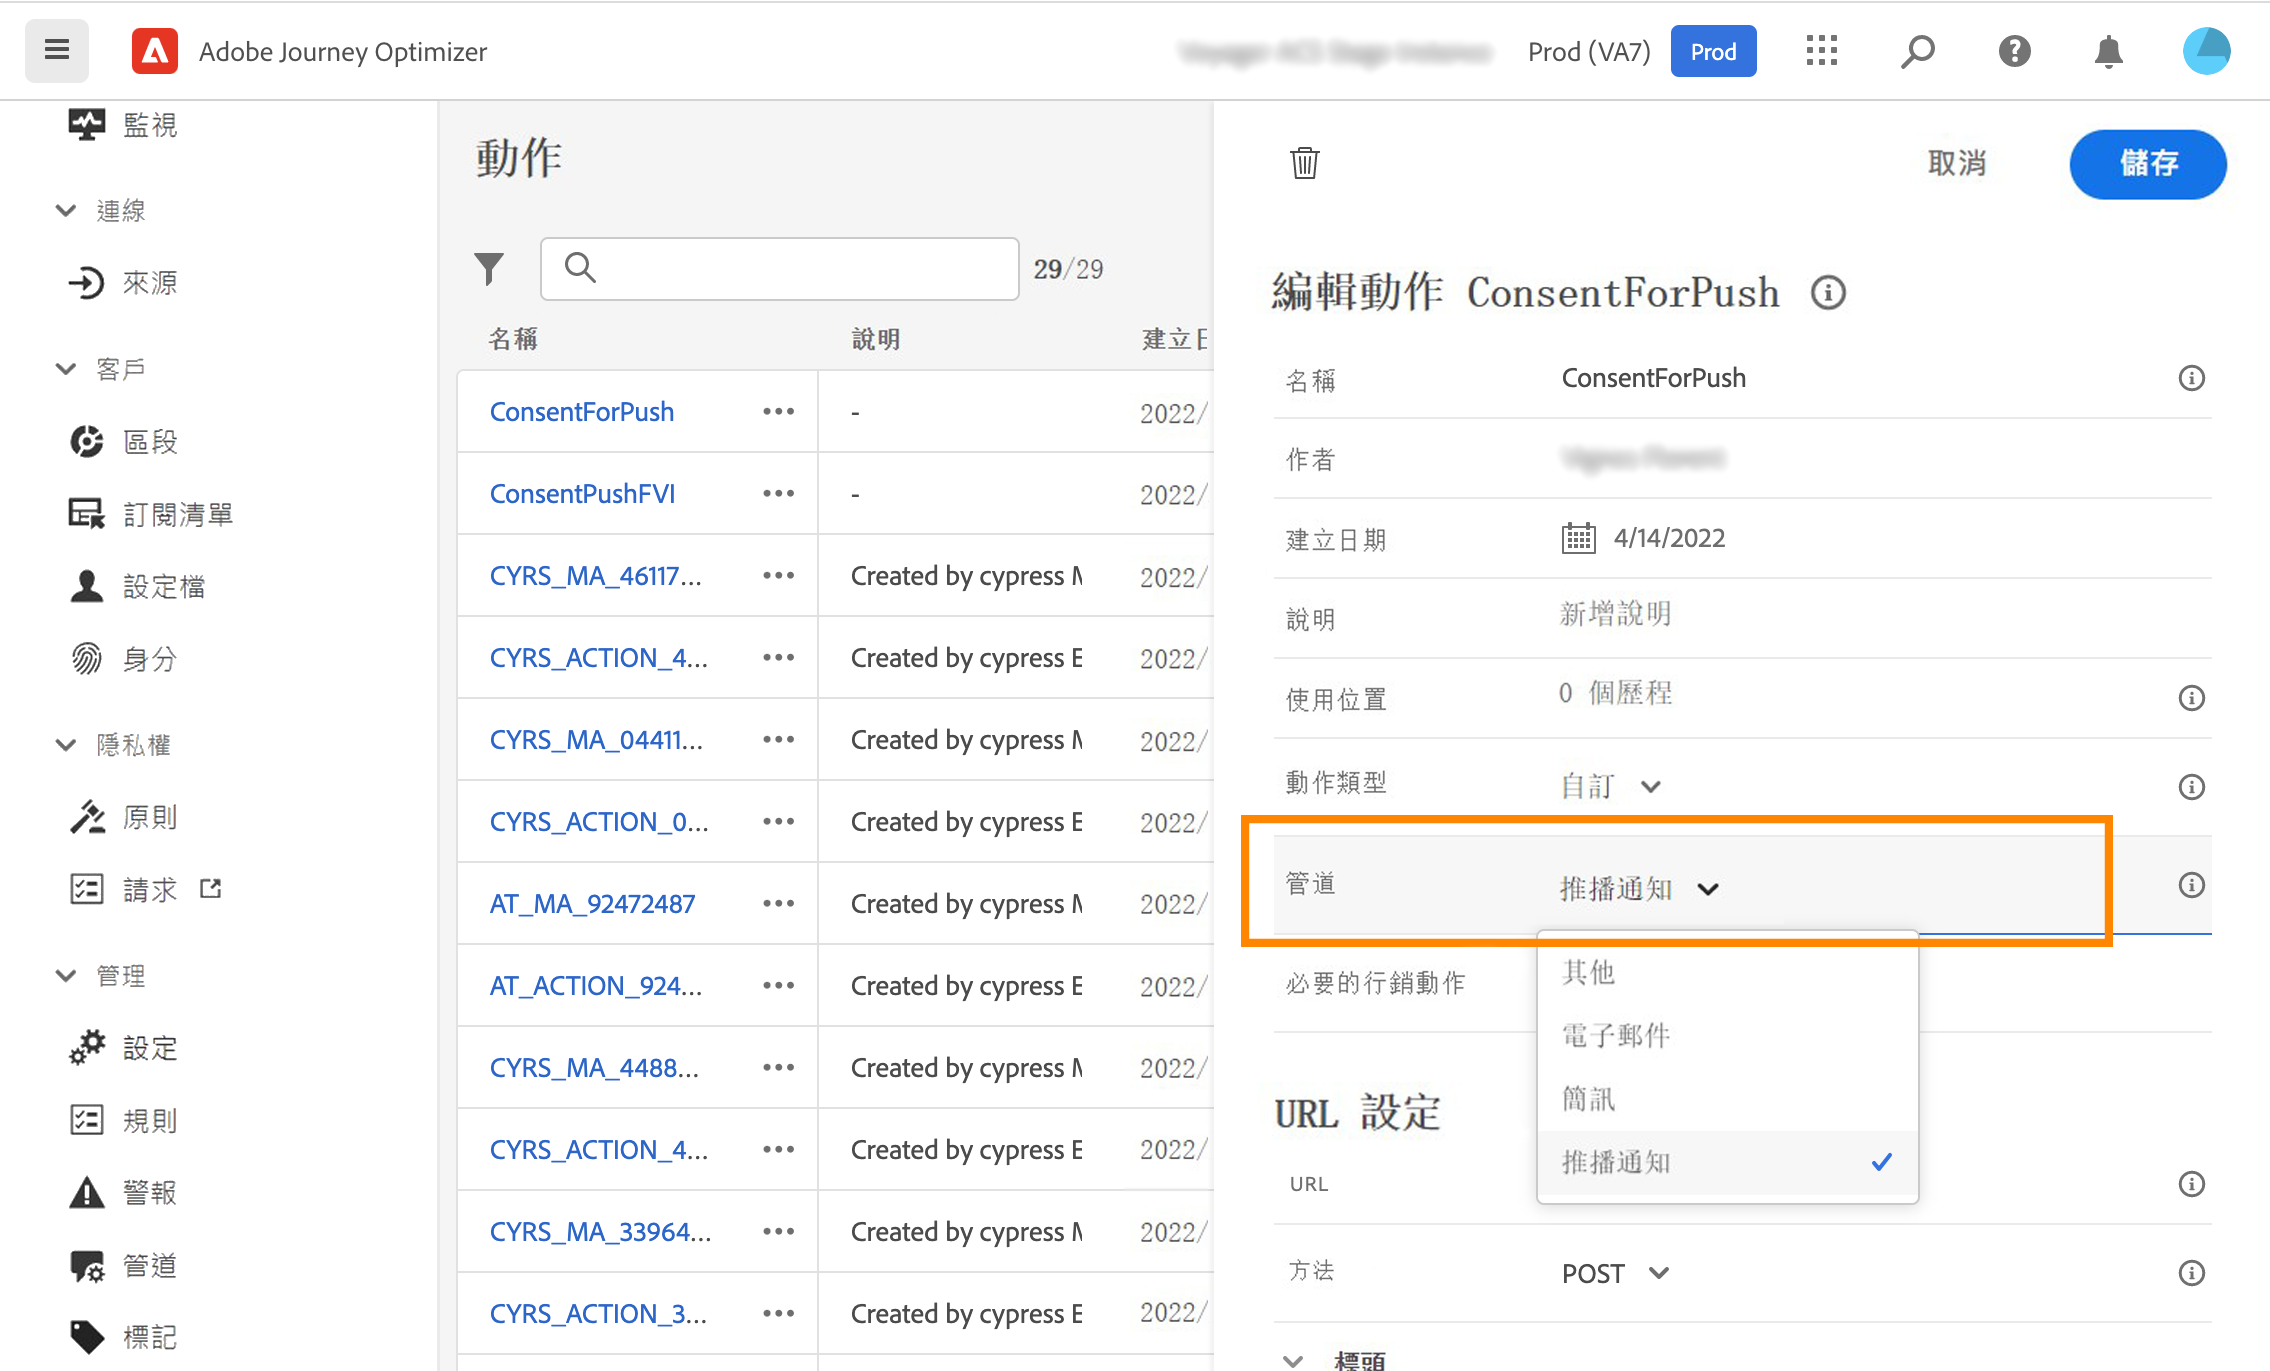 Adobe Journey Optimizer
Prod (VA7)
Prod
監視
連線
來源
客戶
區段
訂閱清單
設定檔
身分
隱私權
原則
請求
管理
設定
規則
警報
管道
標記
動作
29/29
名稱 說明 建立日
ConsentForPush ••• - 2022/
ConsentPushFVI ••• - 2022/
CYRS_MA_46117... ••• Created by cypress M 2022/
CYRS_ACTION_4... ••• Created by cypress E 2022/
CYRS_MA_04411... ••• Created by cypress M 2022/
CYRS_ACTION_0... ••• Created by cypress E 2022/
AT_MA_92472487 ••• Created by cypress M 2022/
AT_ACTION_924... ••• Created by cypress E 2022/
CYRS_MA_4488... ••• Created by cypress M 2022/
CYRS_ACTION_4... ••• Created by cypress E 2022/
CYRS_MA_33964... ••• Created by cypress M 2022/
CYRS_ACTION_3... ••• Created by cypress E 2022/
取消
儲存
編輯動作 ConsentForPush
名稱 ConsentForPush
作者
建立日期 4/14/2022
說明 新增說明
使用位置 0 個歷程
動作類型 自訂
管道 推播通知
其他
電子郵件
簡訊
推播通知
必要的行銷動作
URL 設定
URL
方法 POST
標頭